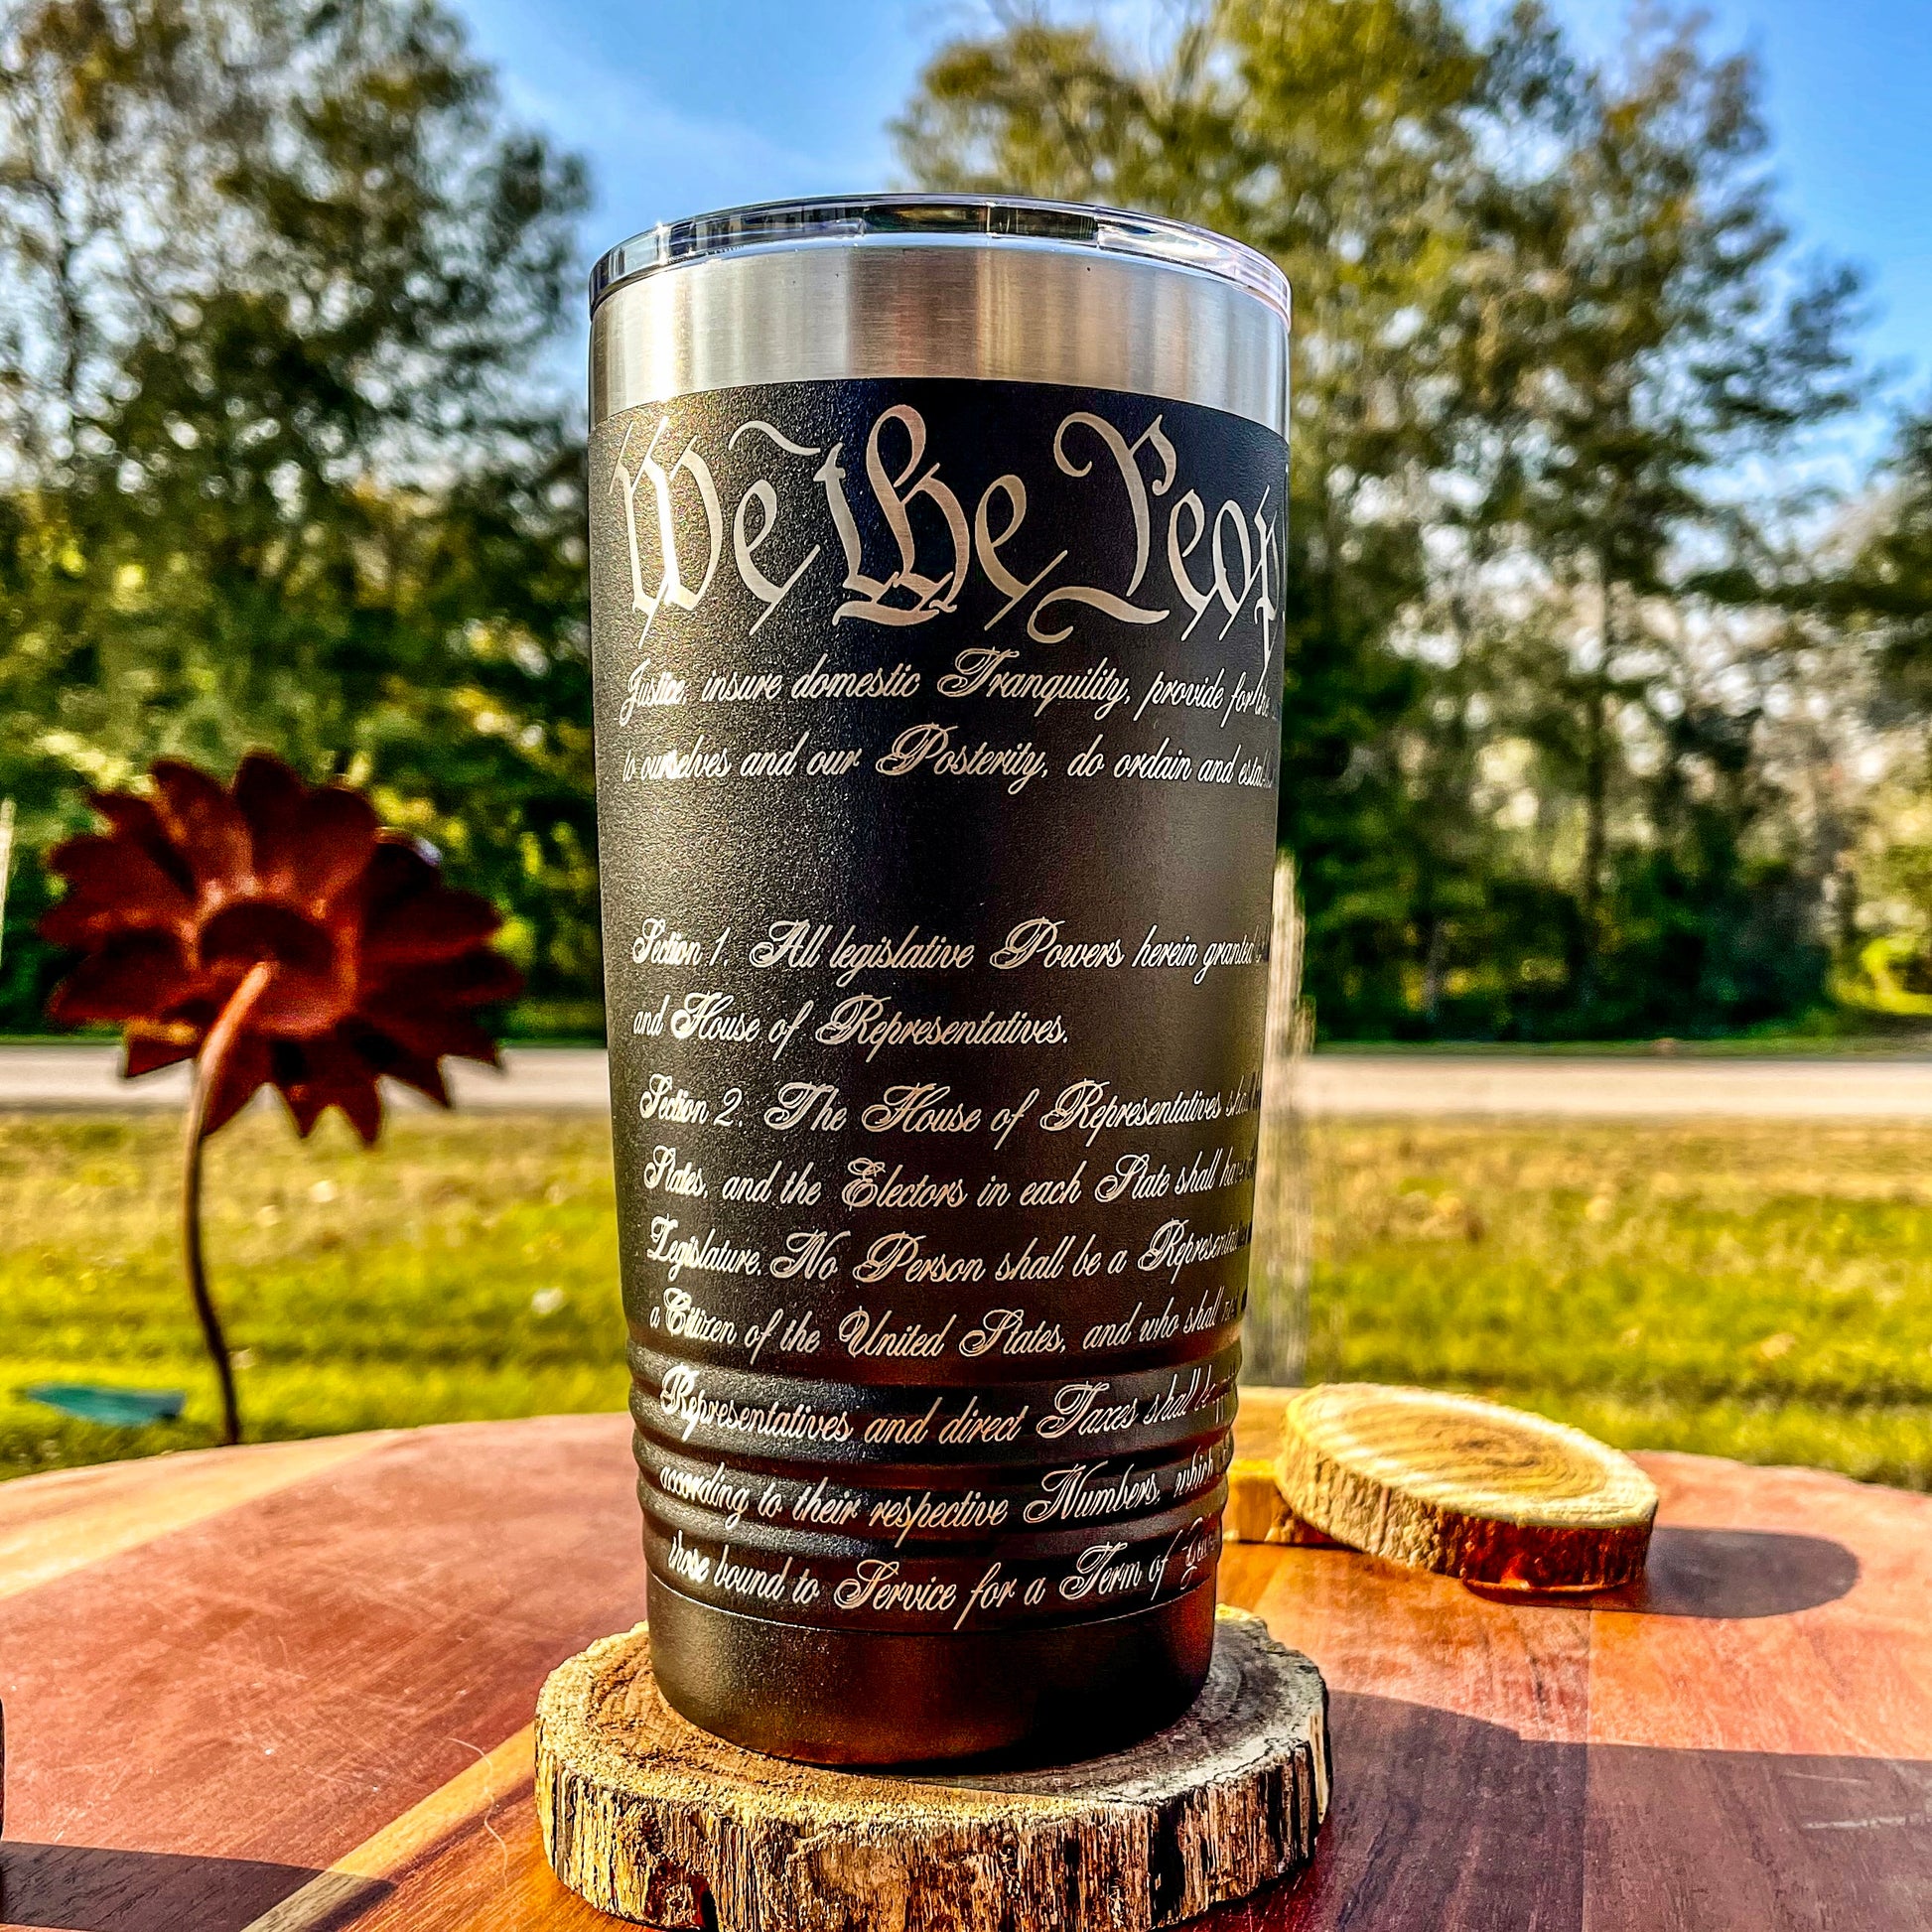 We the Peop
Justice, insure domestic Tranquility, provide for the
to ourselves and our Posterity, do ordain and
Section 1. All legislative Powers herein granted
and House of Representatives.
Section 2. The House of Representatives
States, and the Electors in each State shall
Legislature. No Person shall be a
a Citizen of the United States, and who shall
Representatives and direct Taxes shall
according to their respective Numbers, which
those bound to Service for a Term of